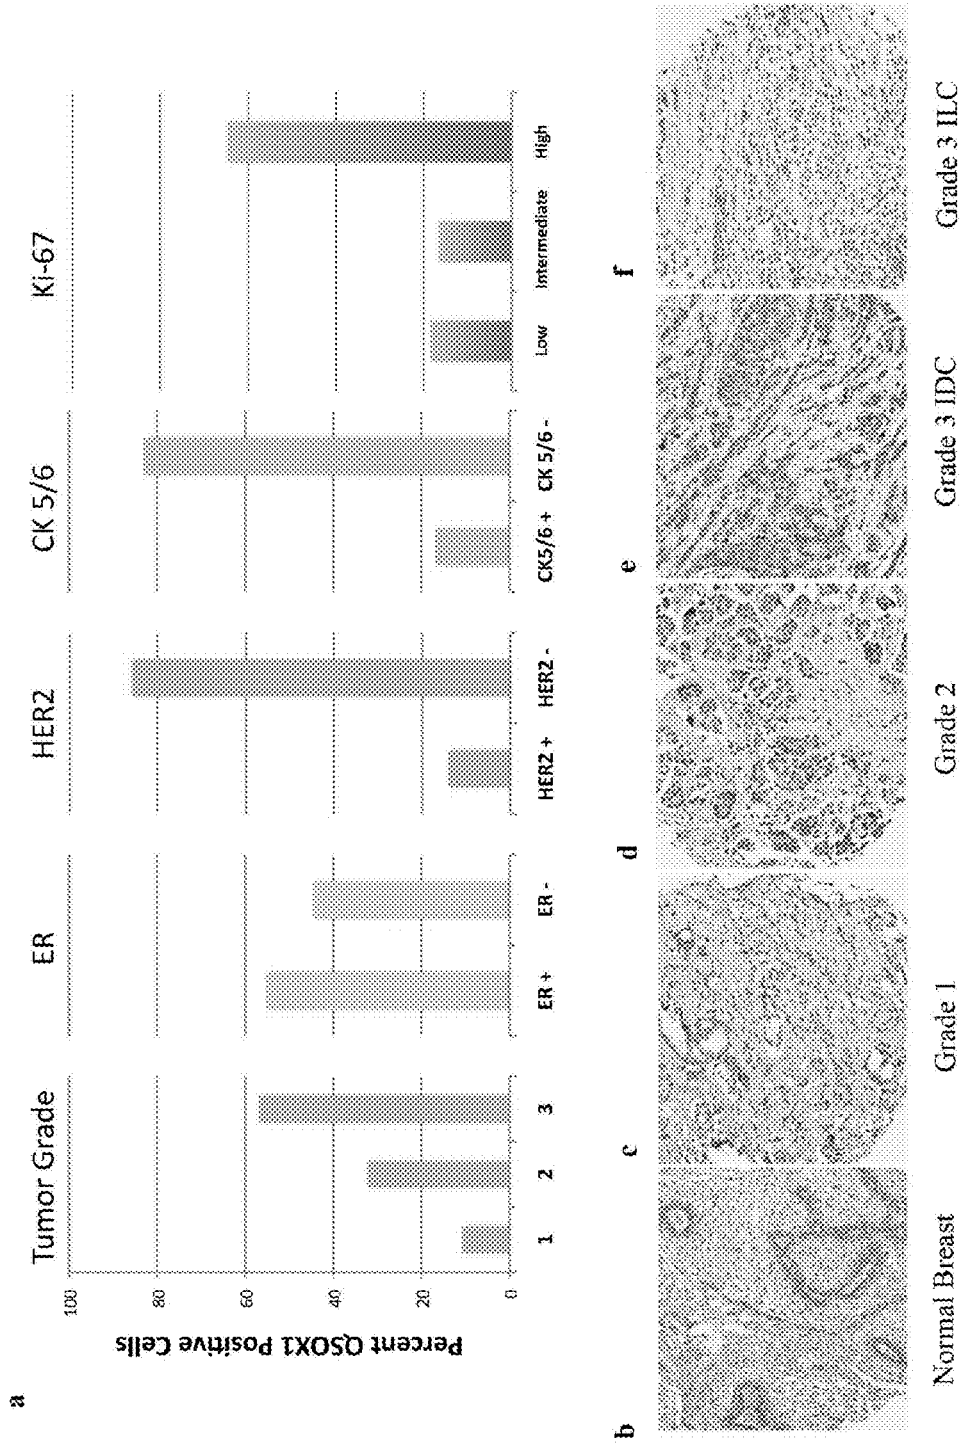 a
Tumor Grade
ER
HER2
CK 5/6
Ki-67
Percent QSOX1 Positive Cells
100
80
60
40
20
0
1
2
3
ER +
ER -
HER2 +
HER2 -
CK5/6 +
CK 5/6 -
Low
Intermediate
High
b
c
d
e
f
Normal Breast
Grade 1
Grade 2
Grade 3 IDC
Grade 3 ILC